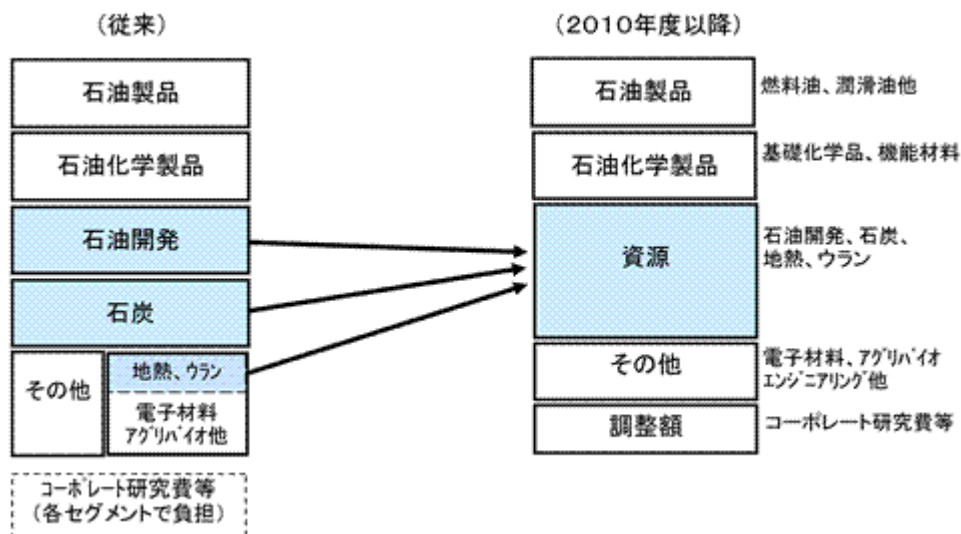 （従来）
石油製品
石油化学製品
石油開発
石炭
その他
地熱、ウラン
電子材料
アグリバイオ他
コーポレート研究費等
（各セグメントで負担）
（２０１０年度以降）
石油製品
燃料油、潤滑油他
石油化学製品
基礎化学品、機能材料
資源
石油開発、石炭、
地熱、ウラン
その他
電子材料、アグリバイオ
エンジニアリング他
調整額
コーポレート研究費等